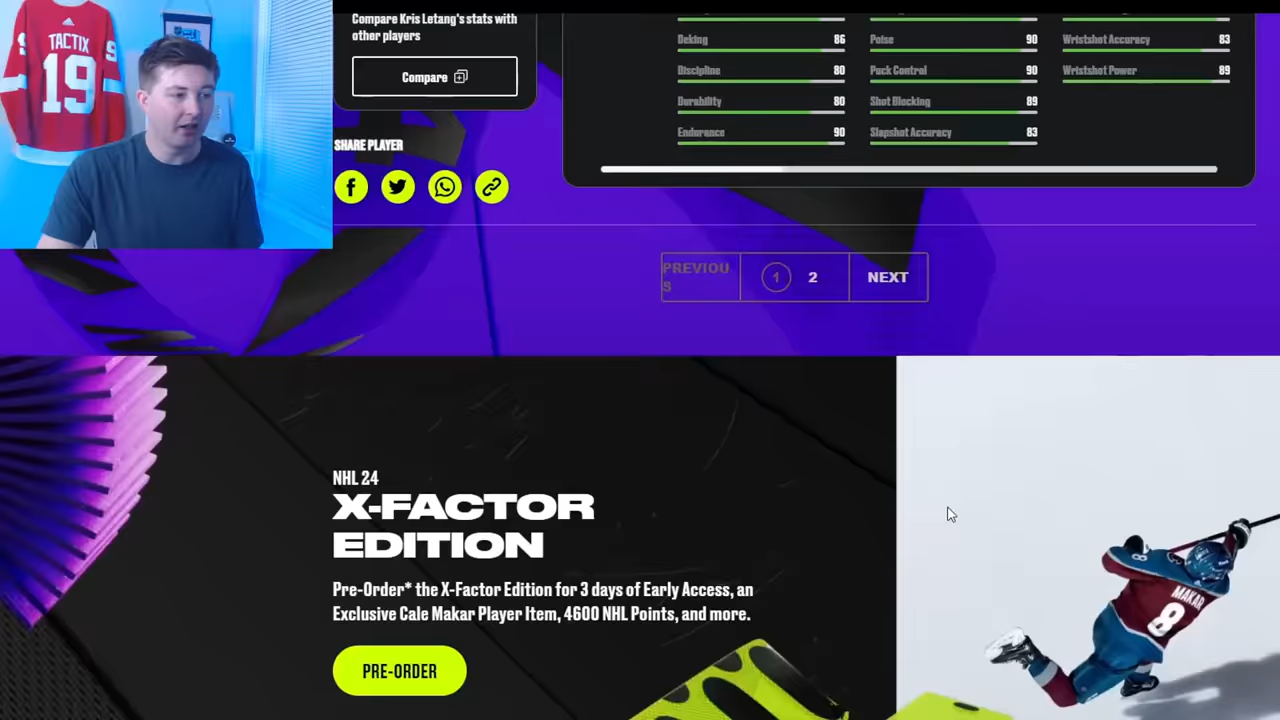 TACTIX
19
9
Compare Kris Letang's stats with
other players
Compare
SHARE PLAYER
Deking 86
Discipline 80
Durability 80
Endurance 90
Poise 90
Puck Control 90
Shot Blocking 89
Slapshot Accuracy 83
Wristshot Accuracy 83
Wristshot Power 89
PREVIOU
S
1
2
NEXT
NHL 24
X-FACTOR
EDITION
Pre-Order* the X-Factor Edition for 3 days of Early Access, an
Exclusive Cale Makar Player Item, 4600 NHL Points, and more.
PRE-ORDER
MAKAR
8
8